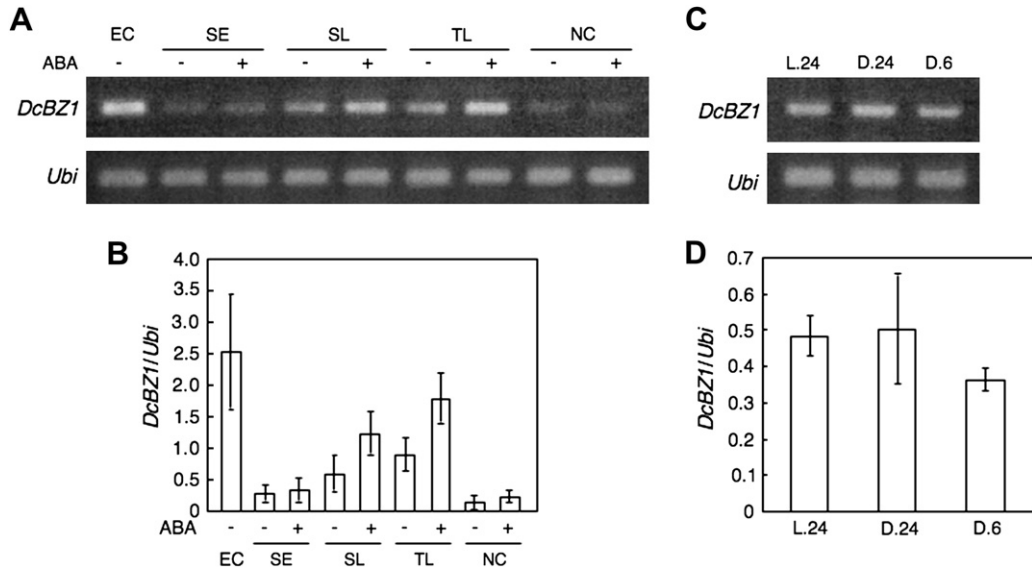 A
EC SE SL TL NC
ABA - - + - + - + - +
DcBZ1
Ubi
C
L.24 D.24 D.6
DcBZ1
Ubi
B
4.0
3.5
3.0
2.5
2.0
1.5
1.0
0.5
0
DcBZ1/Ubi
ABA - - + - + - + - +
EC SE SL TL NC
D
0.7
0.6
0.5
0.4
0.3
0.2
0.1
0
DcBZ1/Ubi
L.24 D.24 D.6